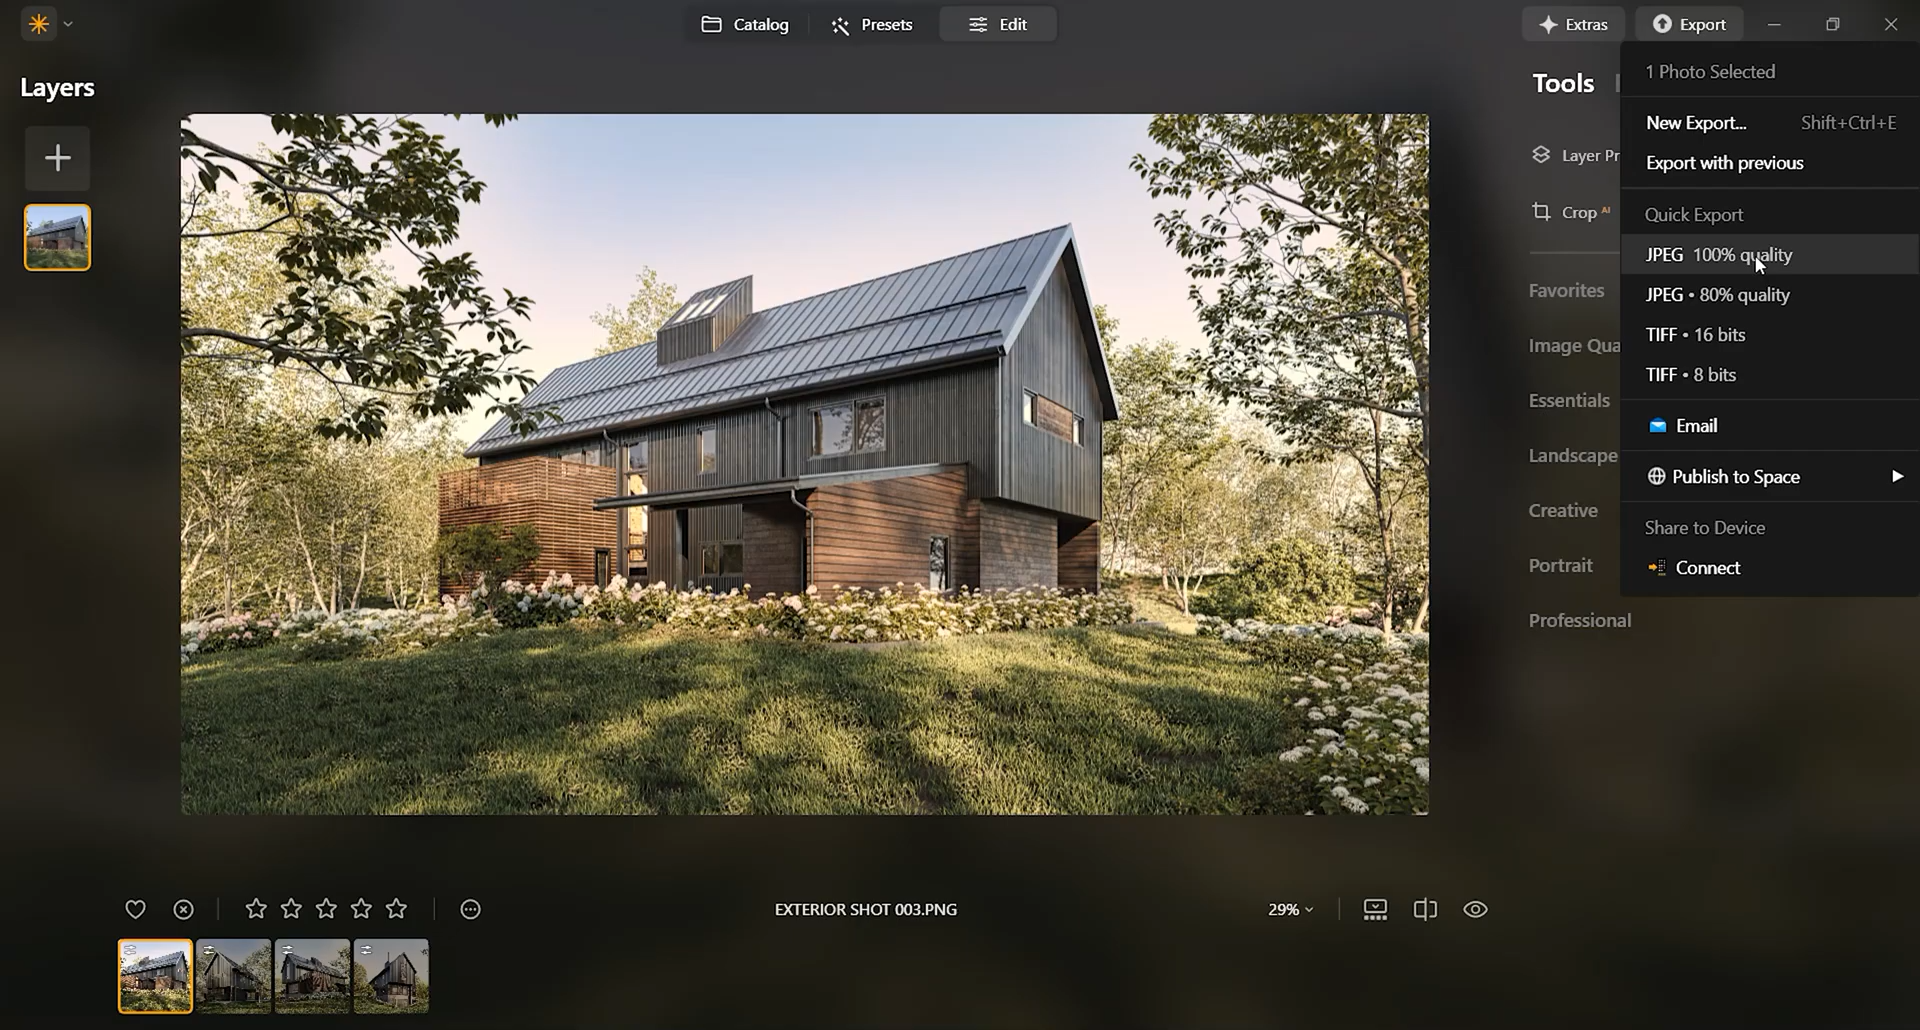 Catalog
Presets
Edit
Extras
Export
Layers
Tools
1 Photo Selected
New Export... Shift+Ctrl+E
Export with previous
Layer Pr
Crop AI
Quick Export
JPEG 100% quality
JPEG • 80% quality
TIFF • 16 bits
TIFF • 8 bits
Email
Publish to Space
Share to Device
Connect
Favorites
Image Qua
Essentials
Landscape
Creative
Portrait
Professional
EXTERIOR SHOT 003.PNG
29%